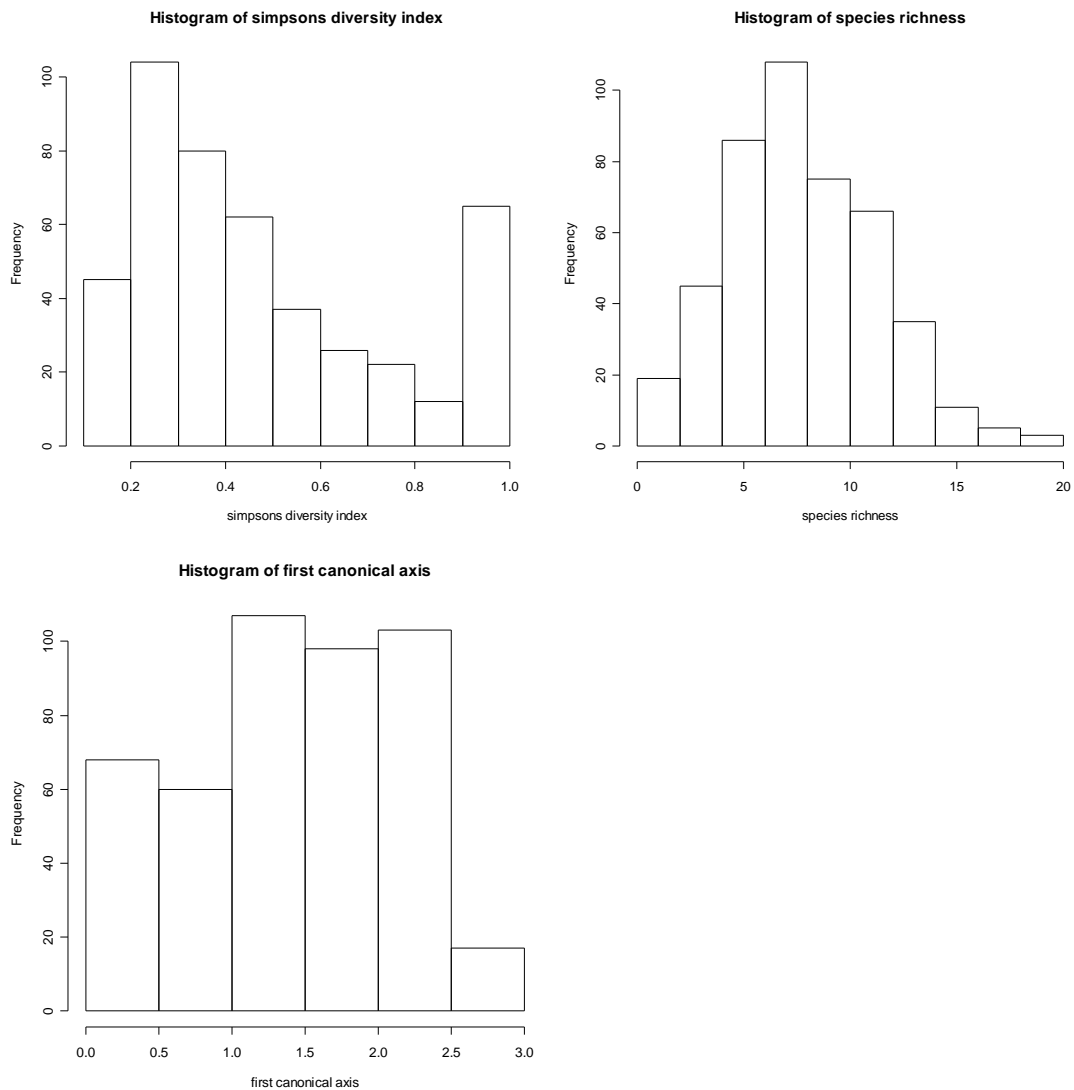 Histogram of simpsons diversity index
Frequency
0
20
40
60
80
100
0.2 0.4 0.6 0.8 1.0
simpsons diversity index
Histogram of species richness
Frequency
0
20
40
60
80
100
0 5 10 15 20
species richness
Histogram of first canonical axis
Frequency
0
20
40
60
80
100
0.0 0.5 1.0 1.5 2.0 2.5 3.0
first canonical axis